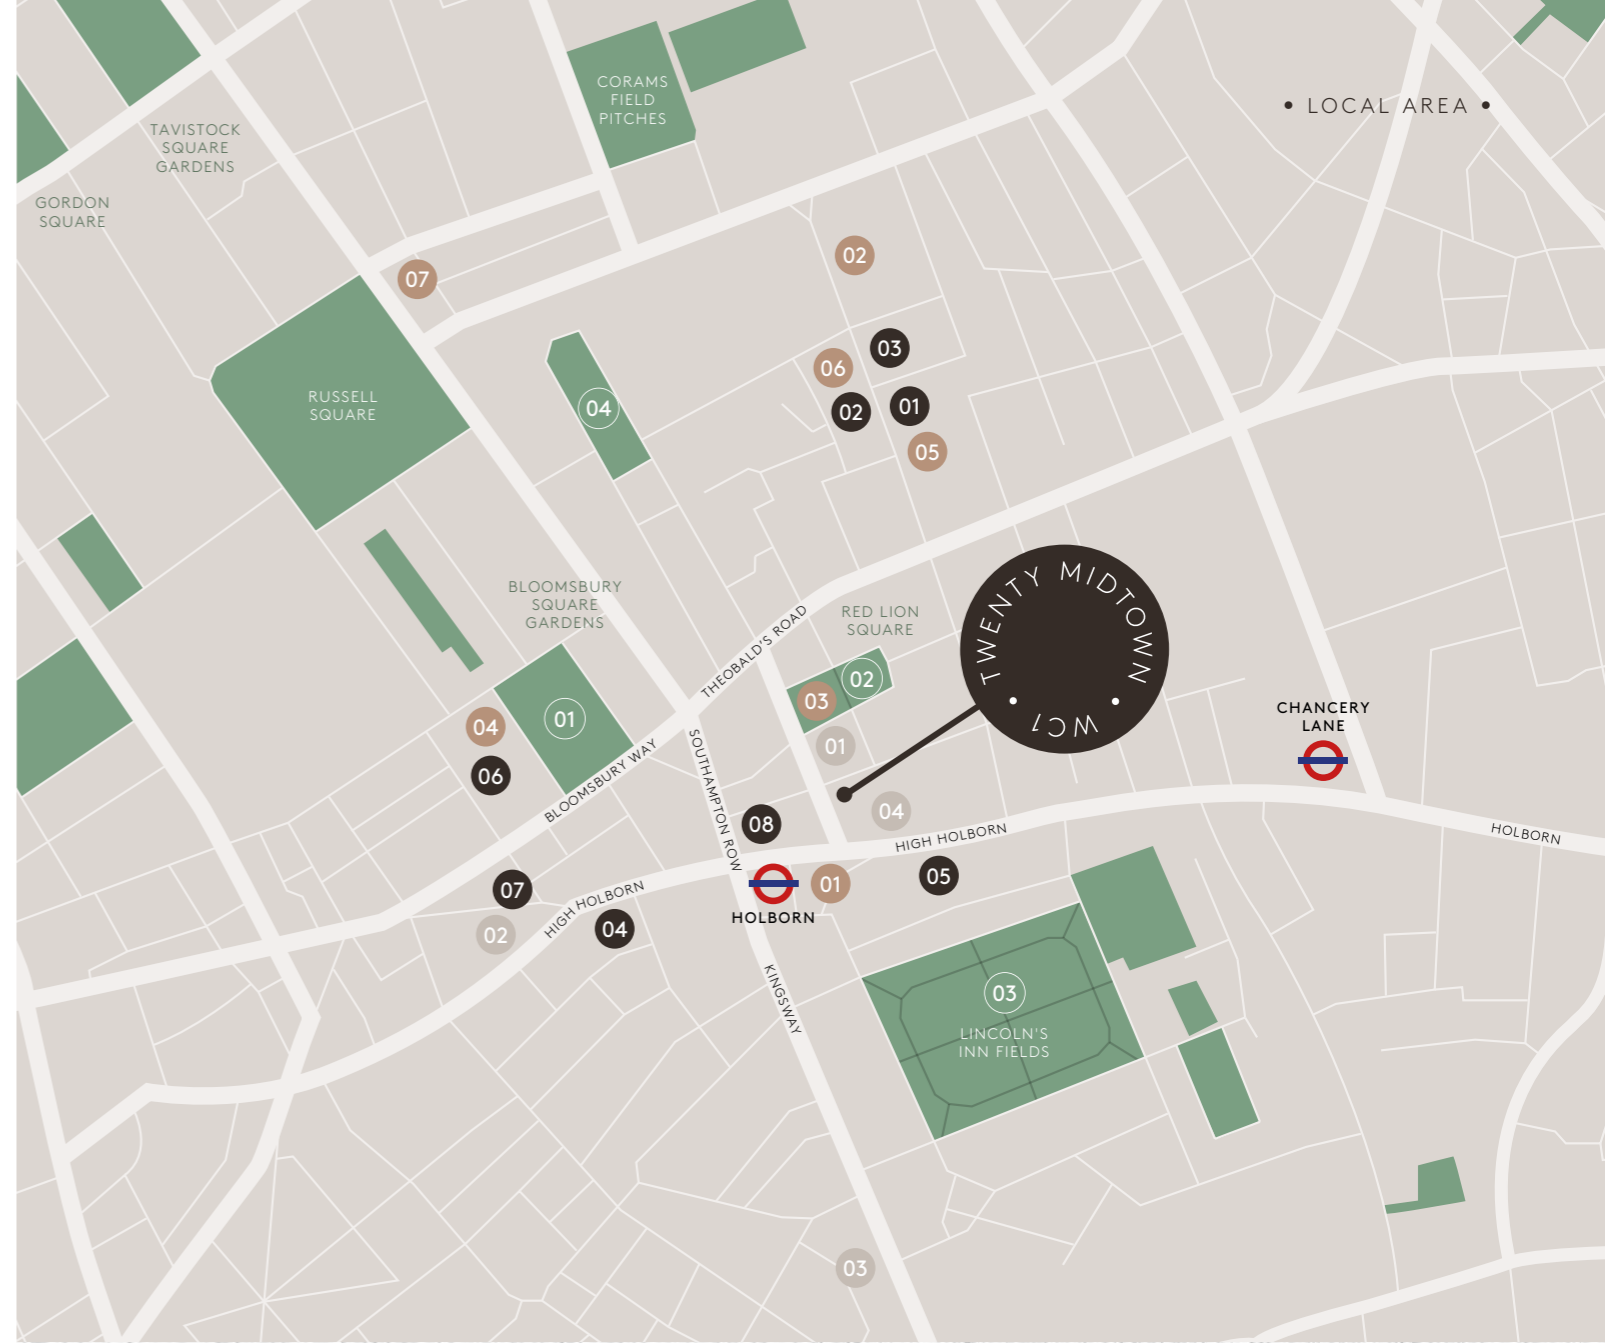 CORAMS
FIELD
PITCHES
• LOCAL AREA •
TAVISTOCK
SQUARE
GARDENS
GORDON
SQUARE
02
07
03
06
RUSSELL
SQUARE
04
02
01
05
BLOOMSBURY
SQUARE
GARDENS
RED LION
SQUARE
THEOBALD'S ROAD
TWENTY MIDTOWN
WC1
02
03
01
04
01
06
CHANCERY
LANE
BLOOMSBURY WAY
SOUTHAMPTON ROW
08
04
HIGH HOLBORN
HOLBORN
07
01
05
HOLBORN
HIGH HOLBORN
02
04
KINGSWAY
03
LINCOLN'S
INN FIELDS
03